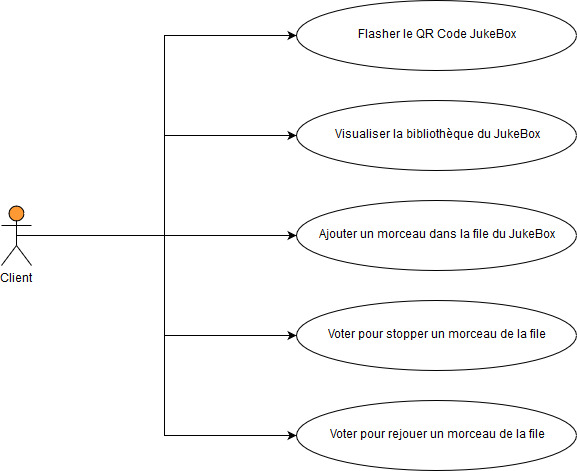 Flasher le QR Code JukeBox
Visualiser la bibliothèque du JukeBox
Ajouter un morceau dans la file du JukeBox
Client
Voter pour stopper un morceau de la file
Voter pour rejouer un morceau de la file